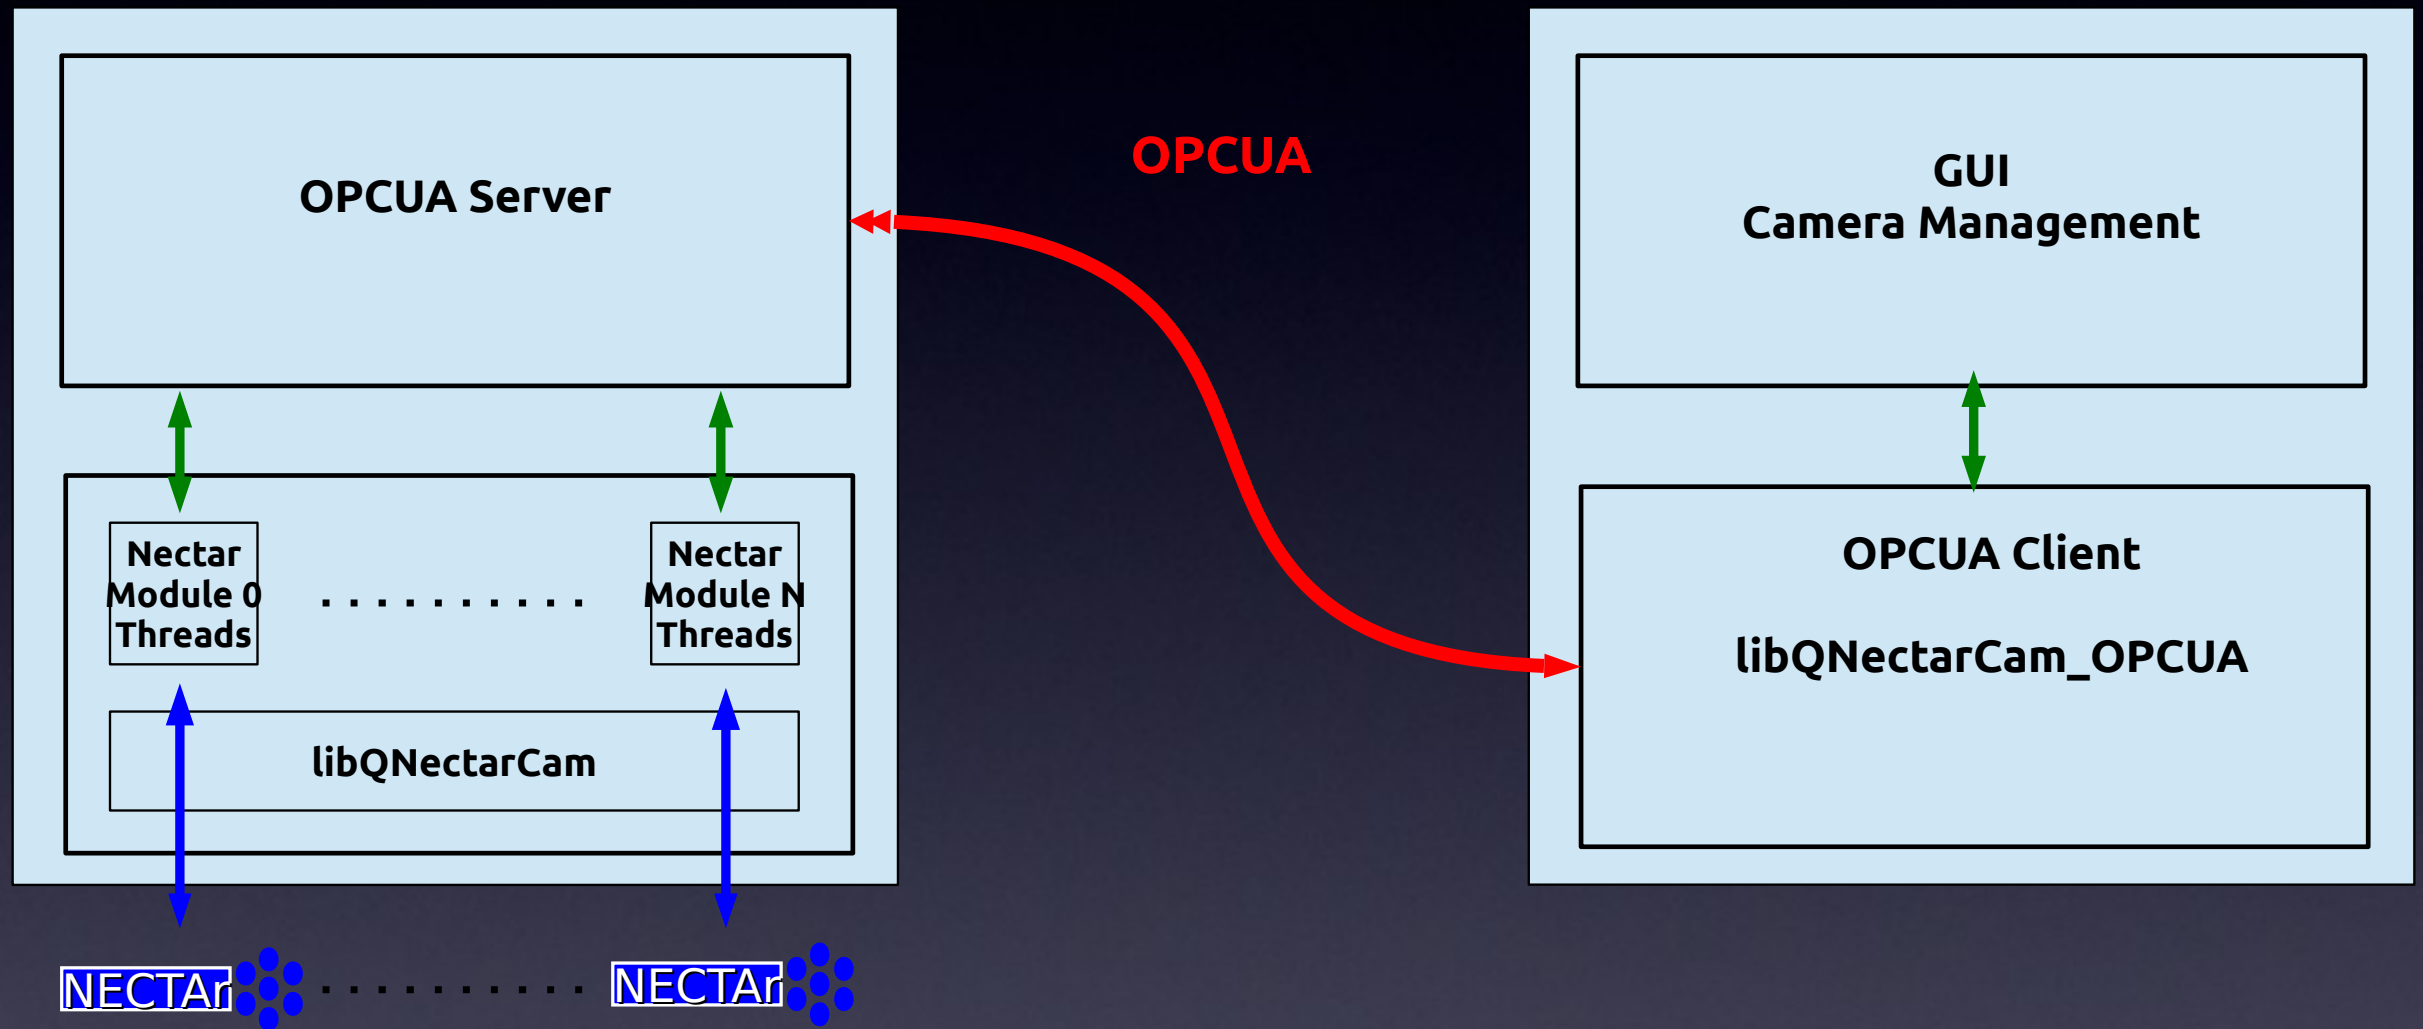 OPCUA Server
OPCUA
GUI
Camera Management
Nectar
Module 0
Threads
. . . . . . . . . .
Nectar
Module N
Threads
libQNectarCam
OPCUA Client
libQNectarCam_OPCUA
NECTAr
. . . . . . . . . .
NECTAr